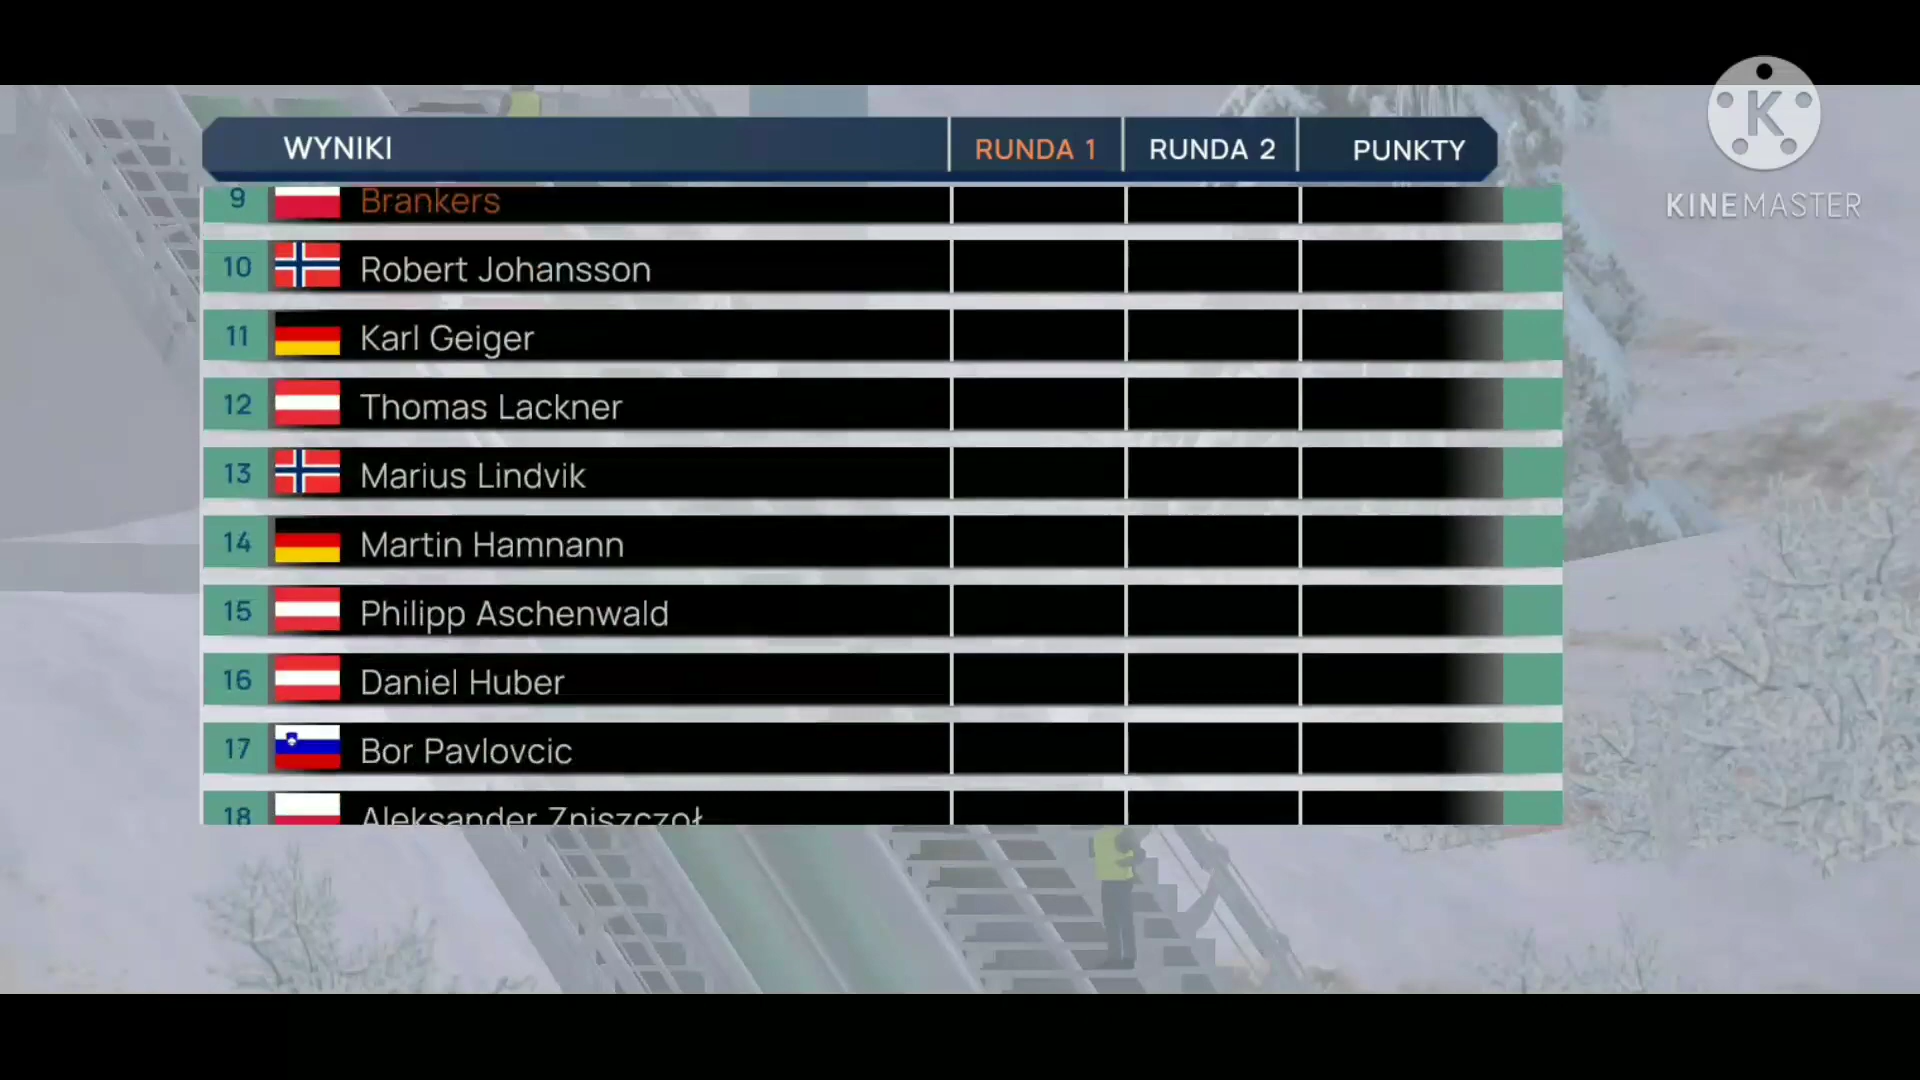 K
KINEMASTER
WYNIKI RUNDA 1 RUNDA 2 PUNKTY
9 Brankers
10 Robert Johansson
11 Karl Geiger
12 Thomas Lackner
13 Marius Lindvik
14 Martin Hamnann
15 Philipp Aschenwald
16 Daniel Huber
17 Bor Pavlovcic
18 Aleksander Zniszczoł